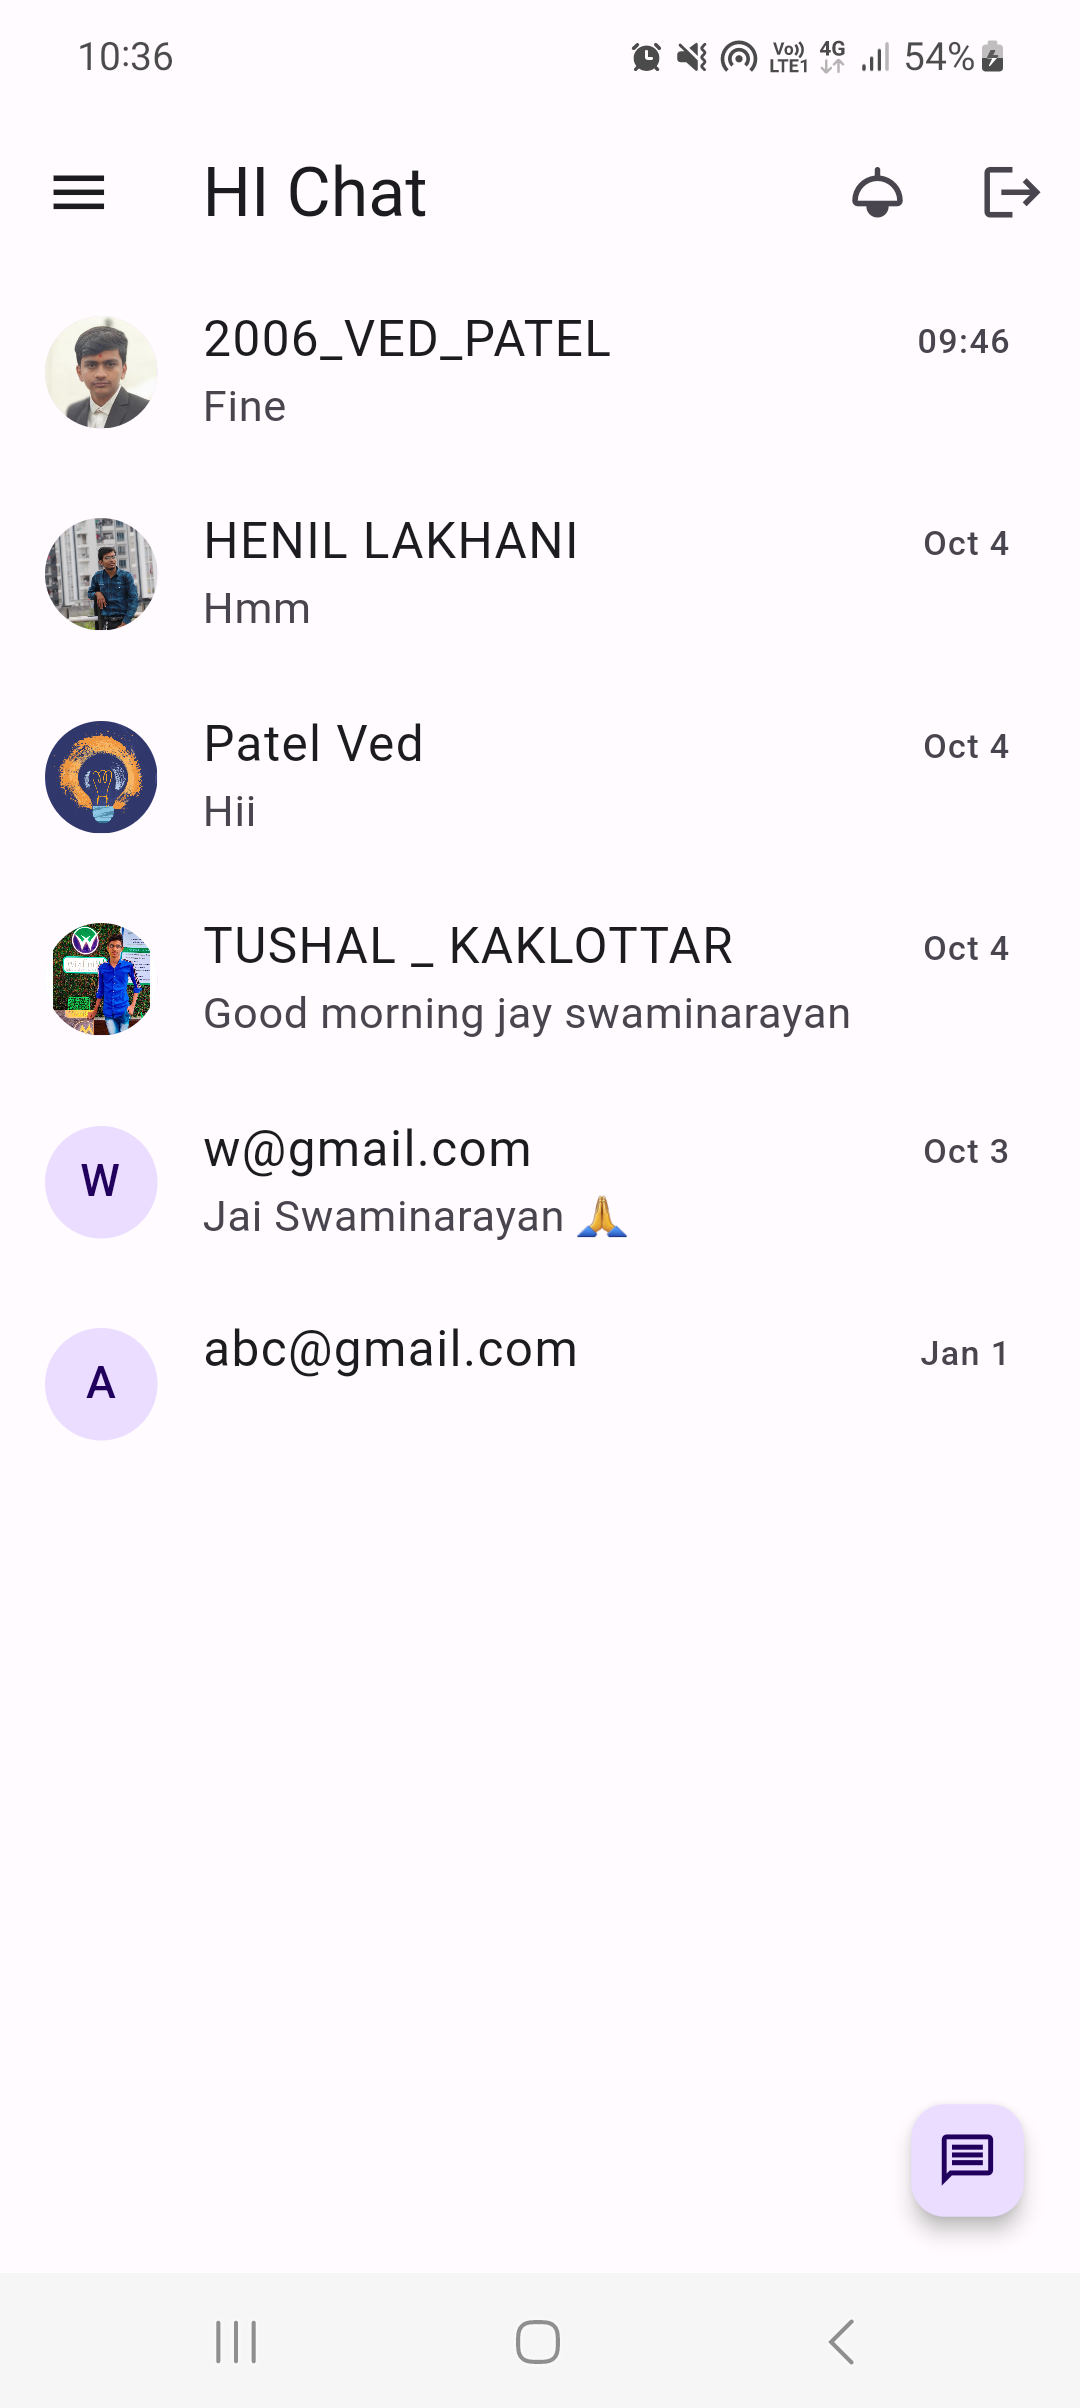 10:36
Vo)) LTE1 4G 54%
HI Chat
2006_VED_PATEL 09:46
Fine
HENIL LAKHANI Oct 4
Hmm
Patel Ved Oct 4
Hii
TUSHAL _ KAKLOTTAR Oct 4
Good morning jay swaminarayan
W
w@gmail.com Oct 3
Jai Swaminarayan 🙏
A
abc@gmail.com Jan 1